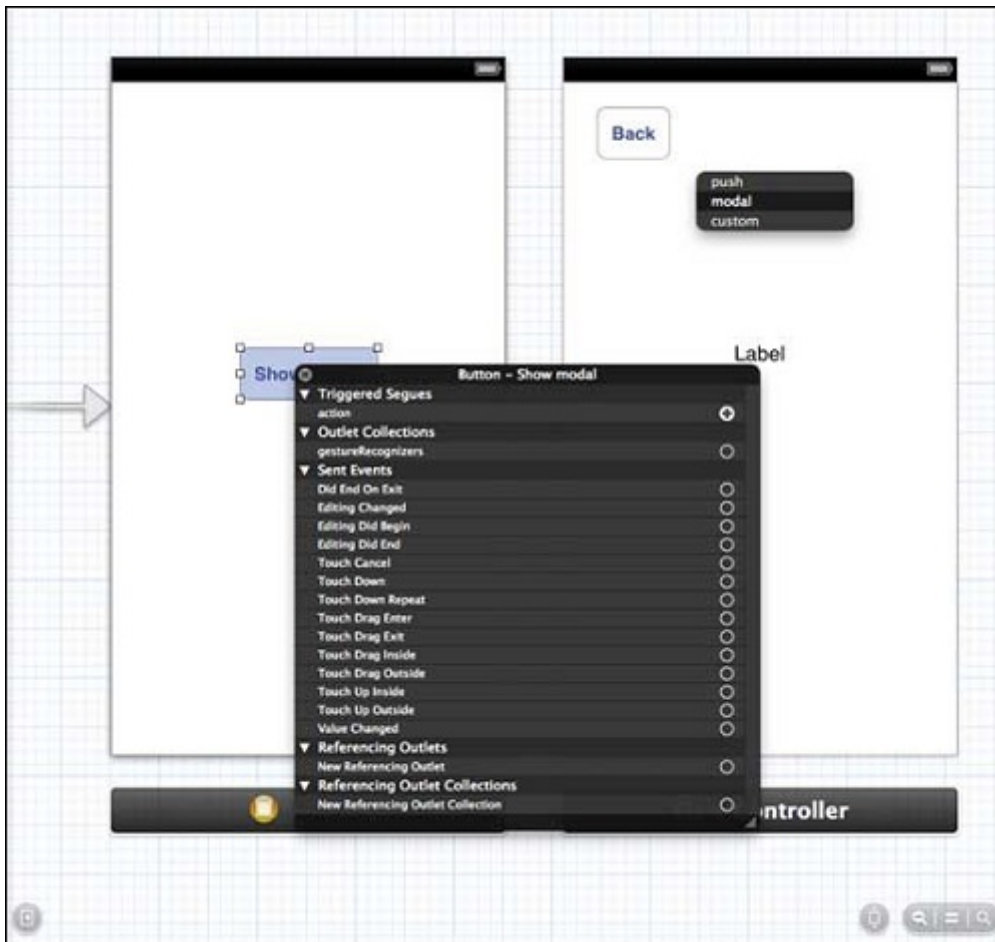 Back
push
modal
custom
Label
Show
Button – Show modal
Triggered Segues
action
Outlet Collections
gestureRecognizers
Sent Events
Did End On Exit
Editing Changed
Editing Did Begin
Editing Did End
Touch Cancel
Touch Down
Touch Down Repeat
Touch Drag Enter
Touch Drag Exit
Touch Drag Inside
Touch Drag Outside
Touch Up Inside
Touch Up Outside
Value Changed
Referencing Outlets
New Referencing Outlet
Referencing Outlet Collections
New Referencing Outlet Collection
ntroller